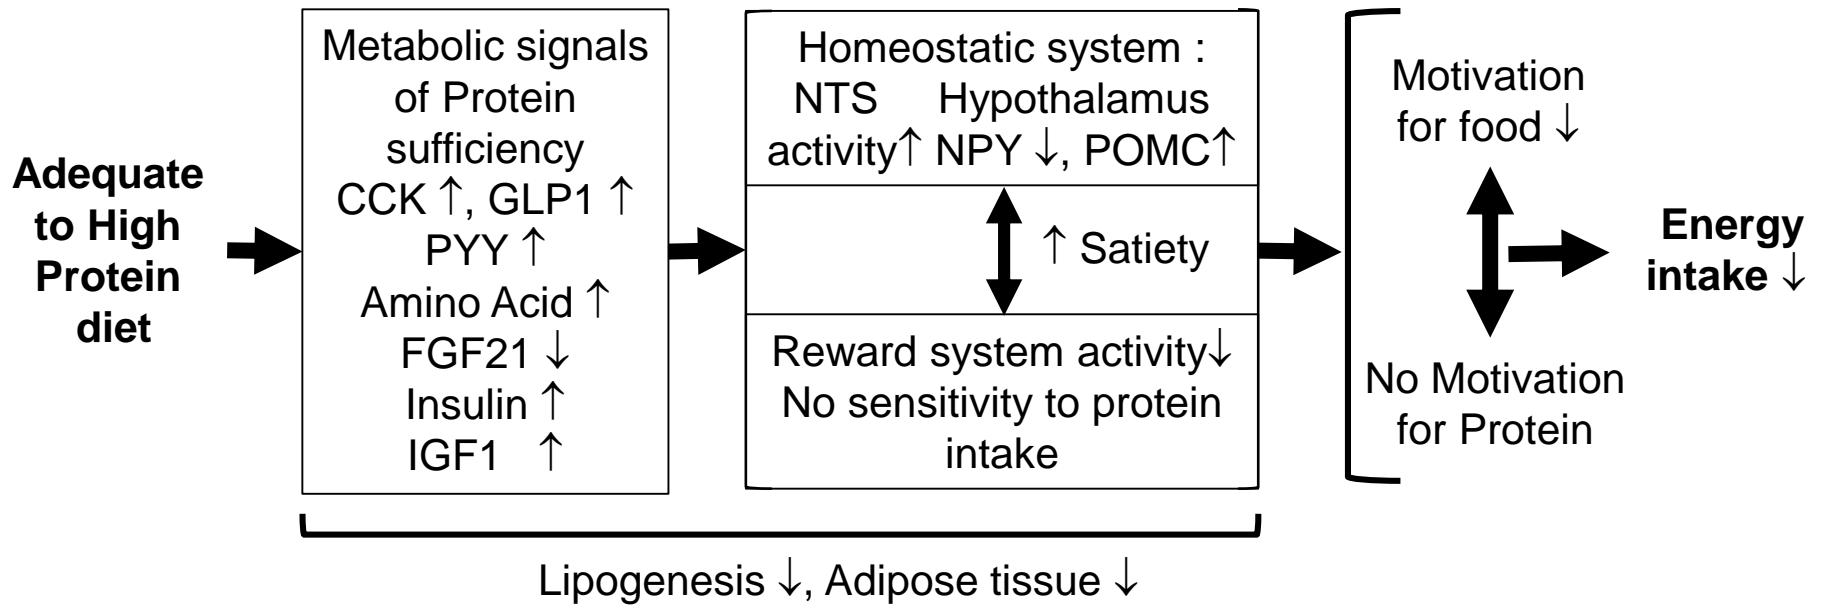 Adequate
to High
Protein
diet
Metabolic signals
of Protein
sufficiency
CCK ↑, GLP1 ↑
PYY ↑
Amino Acid ↑
FGF21 ↓
Insulin ↑
IGF1 ↑
Homeostatic system :
NTS Hypothalamus
activity↑ NPY ↓, POMC↑
↑ Satiety
Reward system activity↓
No sensitivity to protein
intake
Motivation
for food ↓
No Motivation
for Protein
Energy
intake ↓
Lipogenesis ↓, Adipose tissue ↓